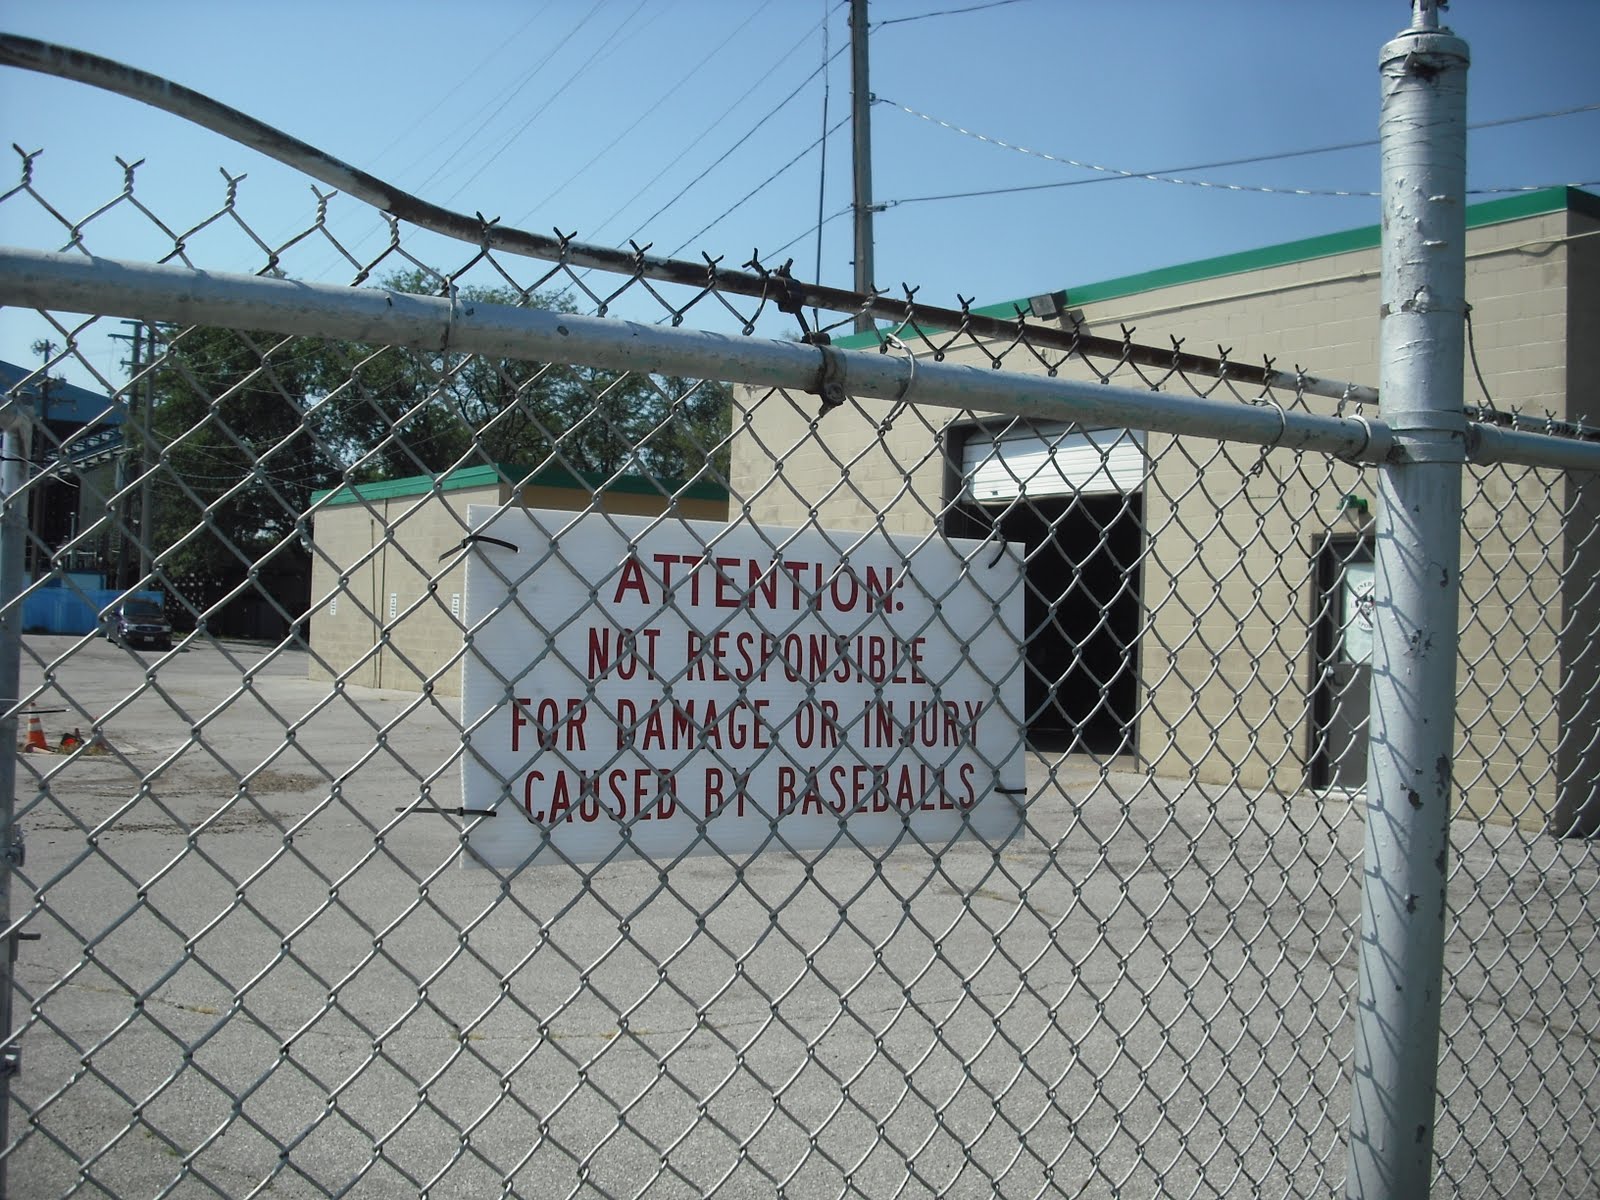 ATTENTION:
NOT RESPONSIBLE
FOR DAMAGE OR INJURY
CAUSED BY BASEBALLS